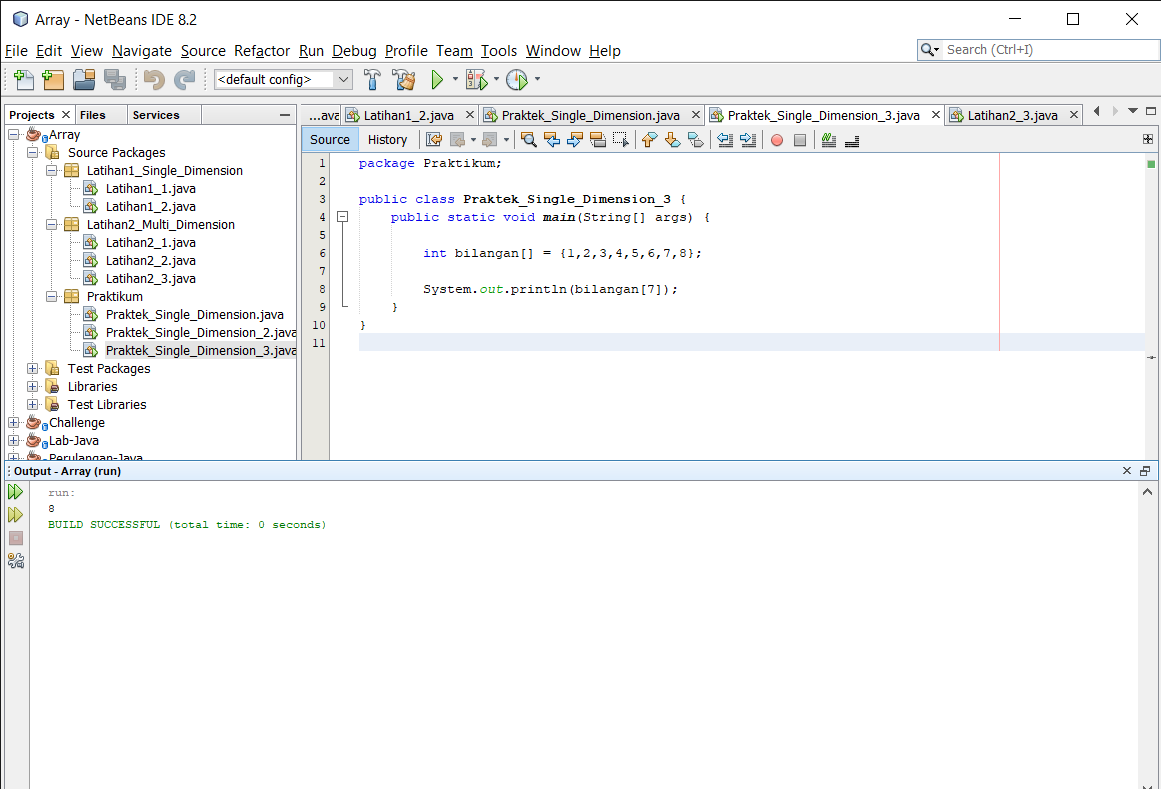 Array - NetBeans IDE 8.2
File Edit View Navigate Source Refactor Run Debug Profile Team Tools Window Help
Search (Ctrl+I)
<default config>
Projects Files Services
Array
Source Packages
Latihan1_Single_Dimension
Latihan1_1.java
Latihan1_2.java
Latihan2_Multi_Dimension
Latihan2_1.java
Latihan2_2.java
Latihan2_3.java
Praktikum
Praktek_Single_Dimension.java
Praktek_Single_Dimension_2.java
Praktek_Single_Dimension_3.java
Test Packages
Libraries
Test Libraries
Challenge
Lab-Java
Perulangan-Java
...ava Latihan1_2.java Praktek_Single_Dimension.java Praktek_Single_Dimension_3.java Latihan2_3.java
Source History
1 package Praktikum;
2
3 public class Praktek_Single_Dimension_3 {
4 public static void main(String[] args) {
5
6 int bilangan[] = {1,2,3,4,5,6,7,8};
7
8 System.out.println(bilangan[7]);
9 }
10 }
11
Output - Array (run)
run:
8
BUILD SUCCESSFUL (total time: 0 seconds)